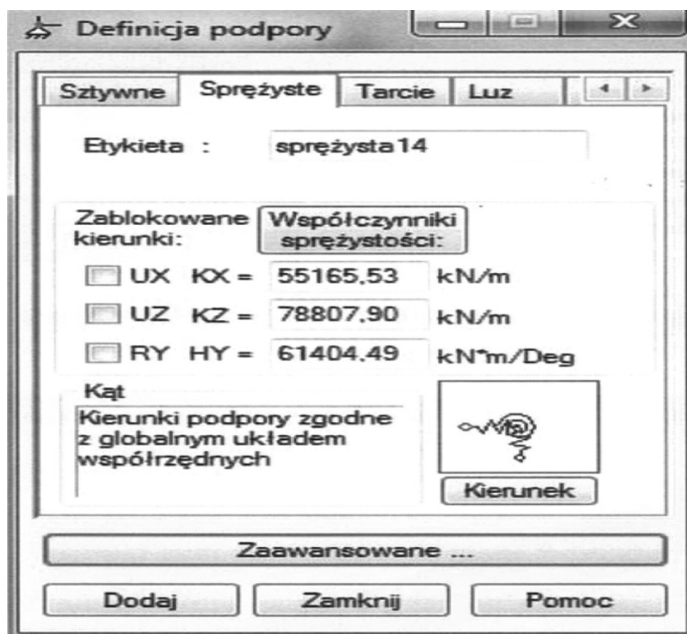 Definicja podpory
Sztywne Sprężyste Tarcie Luz
Etykieta : sprężysta14
Zablokowane kierunki: Współczynniki sprężystości:
UX KX = 55165,53 kN/m
UZ KZ = 78807,90 kN/m
RY HY = 61404,49 kN*m/Deg
Kąt
Kierunki podpory zgodne
z globalnym układem
współrzędnych
Kierunek
Zaawansowane ...
Dodaj Zamknij Pomoc